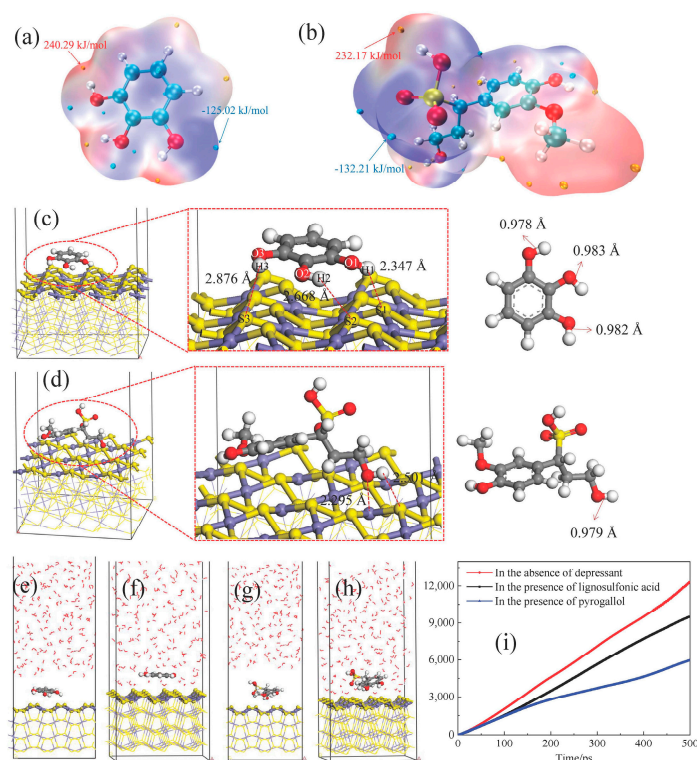 (a)
240.29 kJ/mol
-125.02 kJ/mol
(b)
232.17 kJ/mol
-132.21 kJ/mol
(c)
O3
H3
2.876 Å
O2
H2
2.668 Å
O1
H1
2.347 Å
S3
S2
S1
0.978 Å
0.983 Å
0.982 Å
(d)
2.295 Å
0.979 Å
(e)
(f)
(g)
(h)
(i)
In the absence of depressant
In the presence of lignosulfonic acid
In the presence of pyrogallol
12,000
9,000
6,000
3,000
0
0
100
200
300
400
500
Time/ps